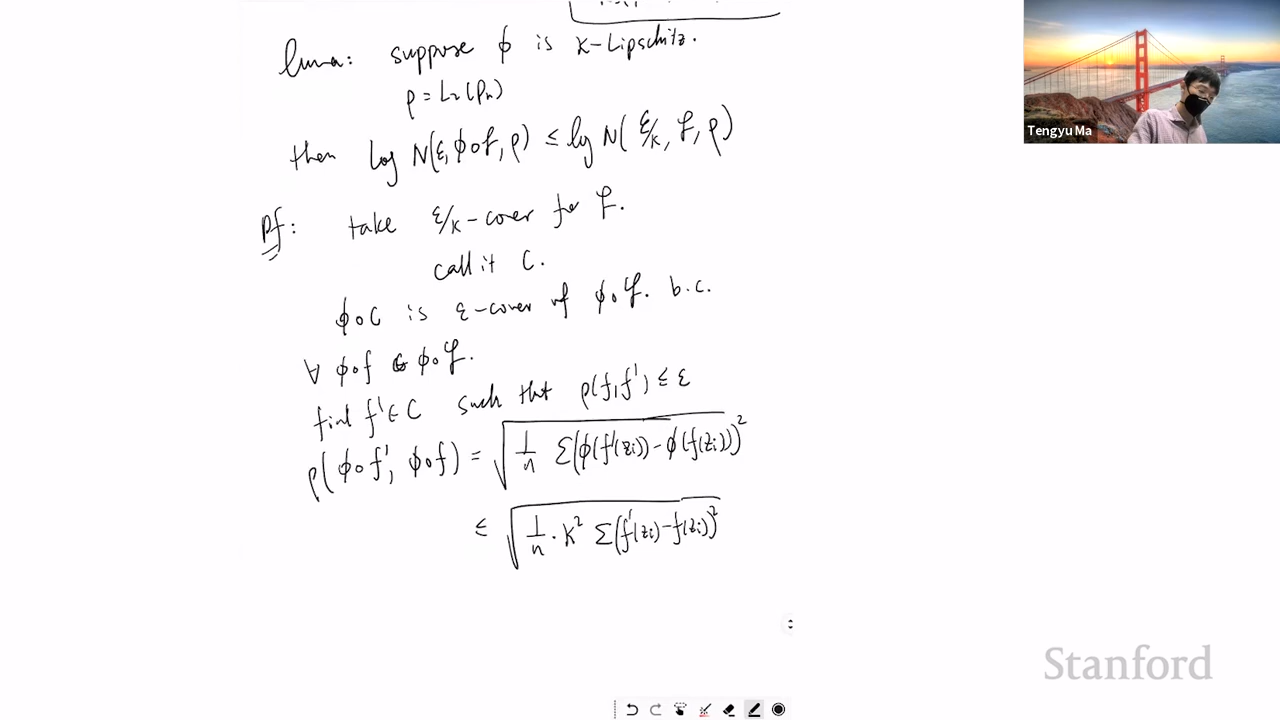 lemma: suppose ϕ is κ-Lipschitz.
ρ = L₂(Pₙ)
then log N(ε, ϕ∘F, ρ) ≤ log N(ε/κ, F, ρ)
Pf: take ε/κ-cover for F.
call it C.
ϕ∘C is ε-cover of ϕ∘F. b.c.
∀ ϕ∘f ∈ ϕ∘F.
find f' ∈ C such that ρ(f, f') ≤ ε
ρ(ϕ∘f', ϕ∘f) = √(1/n Σ(ϕ(f'(zᵢ)) - ϕ(f(zᵢ)))²)
≤ √(1/n · κ² Σ(f'(zᵢ) - f(zᵢ))²)
Tengyu Ma
Stanford